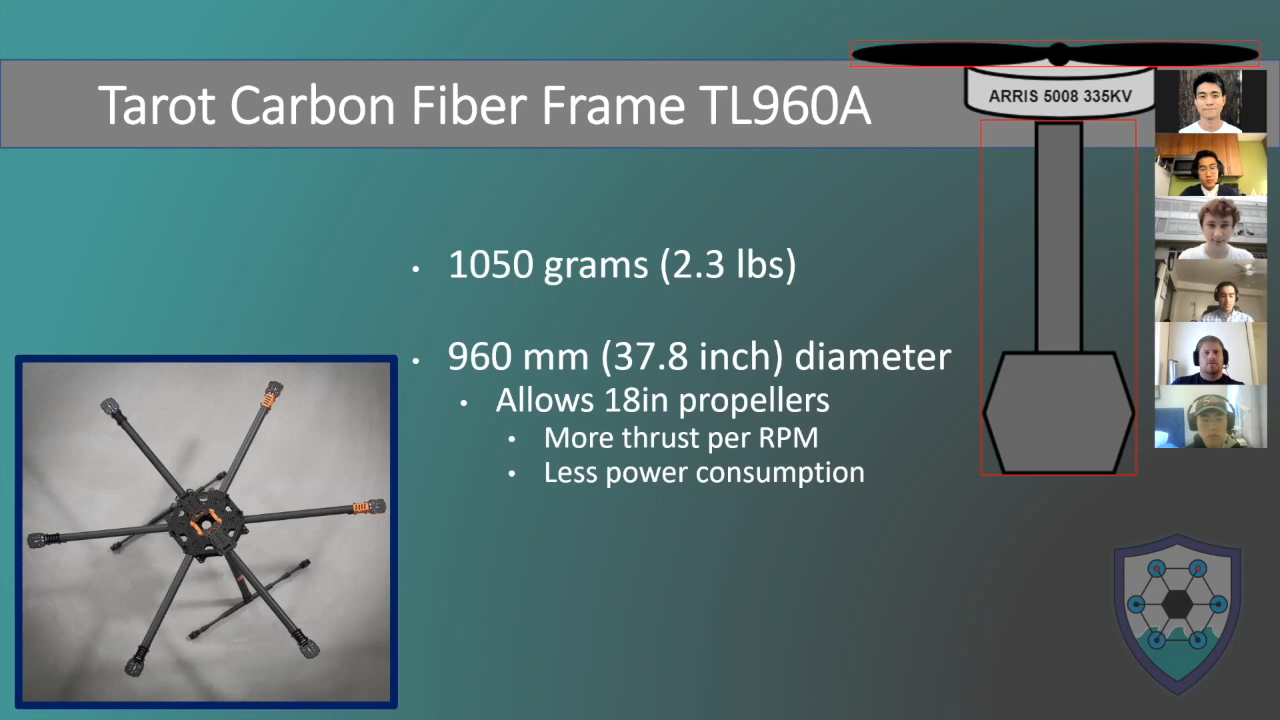 Tarot Carbon Fiber Frame TL960A
ARRIS 5008 335KV
• 1050 grams (2.3 lbs)
• 960 mm (37.8 inch) diameter
• Allows 18in propellers
• More thrust per RPM
• Less power consumption